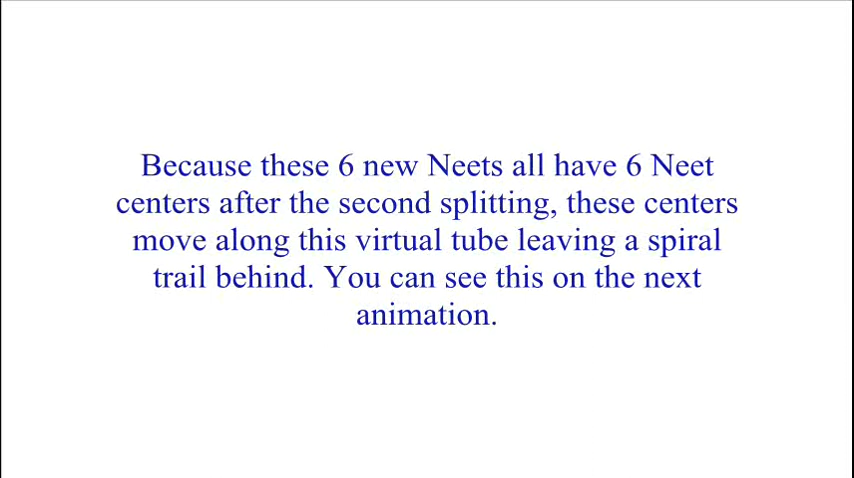 Because these 6 new Neets all have 6 Neet
centers after the second splitting, these centers
move along this virtual tube leaving a spiral
trail behind. You can see this on the next
animation.